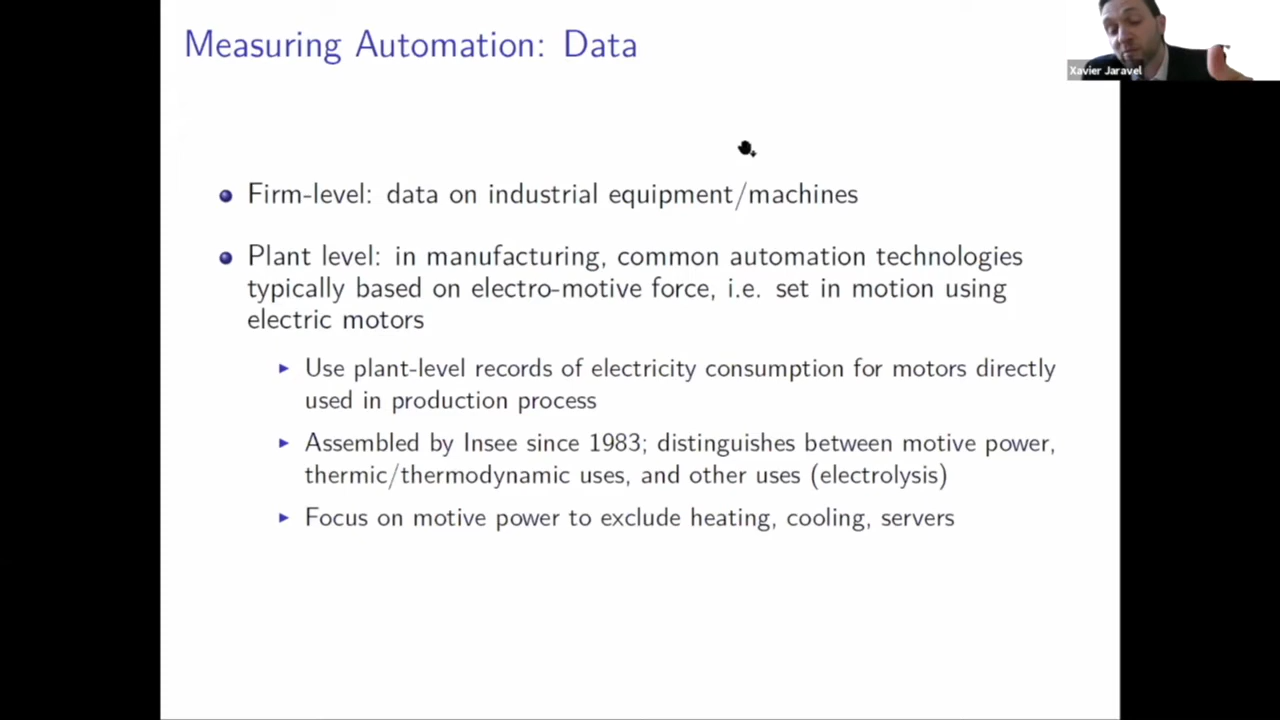 Measuring Automation: Data
Xavier Jaravel
Firm-level: data on industrial equipment/machines
Plant level: in manufacturing, common automation technologies
typically based on electro-motive force, i.e. set in motion using
electric motors
Use plant-level records of electricity consumption for motors directly
used in production process
Assembled by Insee since 1983; distinguishes between motive power,
thermic/thermodynamic uses, and other uses (electrolysis)
Focus on motive power to exclude heating, cooling, servers